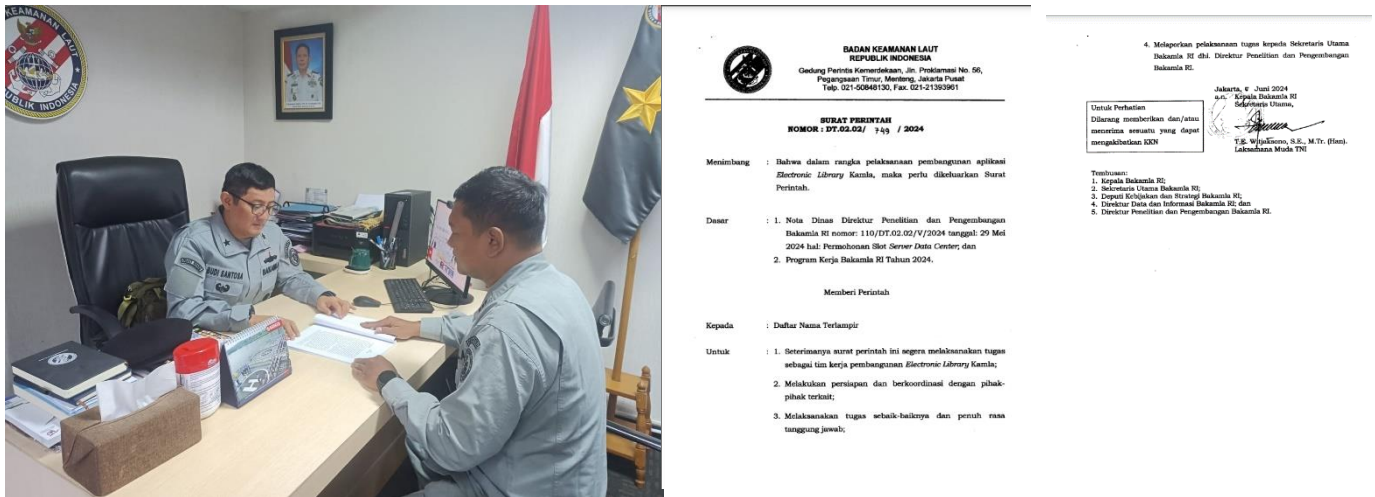 KEAMANAN LAUT
REPUBLIK INDONESIA
BUDI SANTOSA
BAKAMLA
BADAN KEAMANAN LAUT
REPUBLIK INDONESIA
Gedung Perintis Kemerdekaan, Jln. Proklamasi No. 56,
Pegangsaan Timur, Menteng, Jakarta Pusat
Telp. 021-50848130, Fax. 021-21393961
SURAT PERINTAH
NOMOR : DT.02.02/ 749 / 2024
Menimbang : Bahwa dalam rangka pelaksanaan pembangunan aplikasi
Electronic Library Kamla, maka perlu dikeluarkan Surat
Perintah.
Dasar : 1. Nota Dinas Direktur Penelitian dan Pengembangan
Bakamla RI nomor: 110/DT.02.02/V/2024 tanggal: 29 Mei
2024 hal: Permohonan Slot Server Data Center; dan
2. Program Kerja Bakamla RI Tahun 2024.
Memberi Perintah
Kepada : Daftar Nama Terlampir
Untuk : 1. Seterimanya surat perintah ini segera melaksanakan tugas
sebagai tim kerja pembangunan Electronic Library Kamla;
2. Melakukan persiapan dan berkoordinasi dengan pihak-
pihak terkait;
3. Melaksanakan tugas sebaik-baiknya dan penuh rasa
tanggung jawab;
4. Melaporkan pelaksanaan tugas kepada Sekretaris Utama
Bakamla RI dhi. Direktur Penelitian dan Pengembangan
Bakamla RI.
Jakarta, Juni 2024
a.n. Kepala Bakamla RI
Sekretaris Utama,
Untuk Perhatian
Dilarang memberikan dan/atau
menerima sesuatu yang dapat
mengakibatkan KKN
T.E. Witjaksono, S.E., M.Tr. (Han).
Laksamana Muda TNI
Tembusan:
1. Kepala Bakamla RI;
2. Sekretaris Utama Bakamla RI;
3. Deputi Kebijakan dan Strategi Bakamla RI;
4. Direktur Data dan Informasi Bakamla RI; dan
5. Direktur Penelitian dan Pengembangan Bakamla RI.